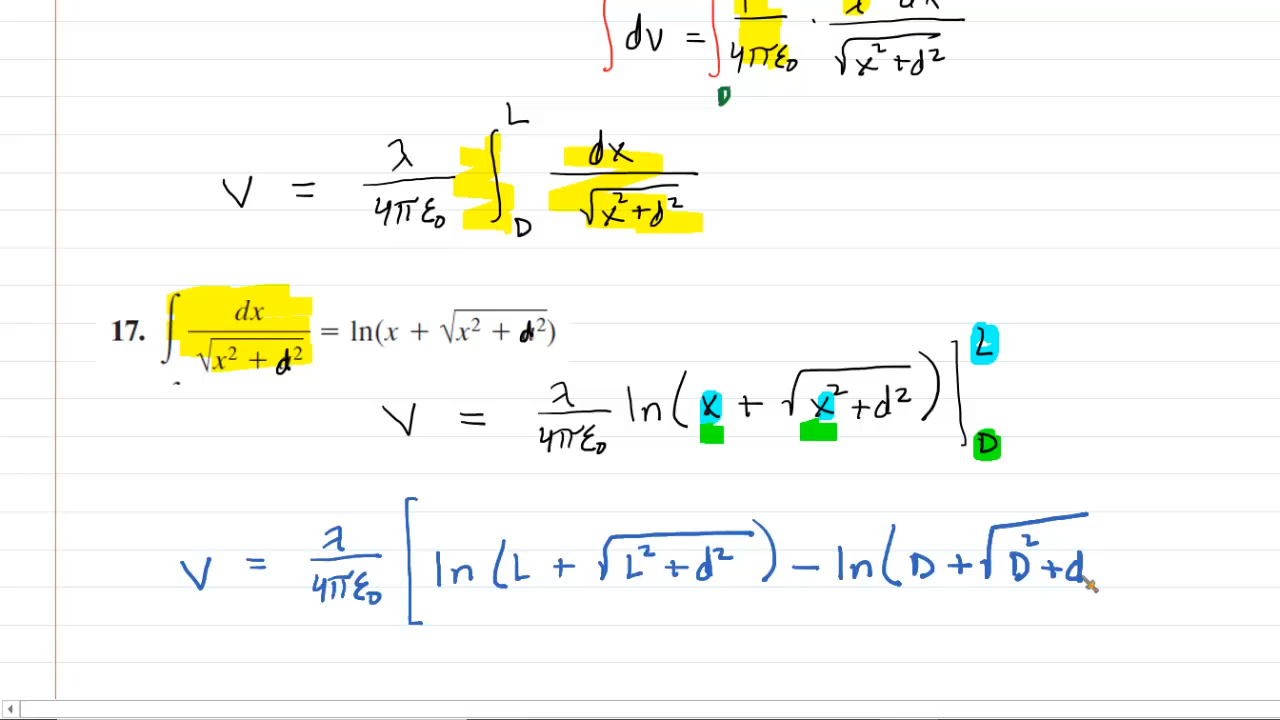 ∫ dv = ∫_D 1/4πε₀ · λ dx/√x²+d²
V = λ/4πε₀ ∫_D^L dx/√x²+d²
17. ∫ dx/√x² + d² = ln(x + √x² + d²)
V = λ/4πε₀ ln(x + √x²+d²)|_D^L
V = λ/4πε₀ [ln(L + √L²+d²) − ln(D+√D²+d